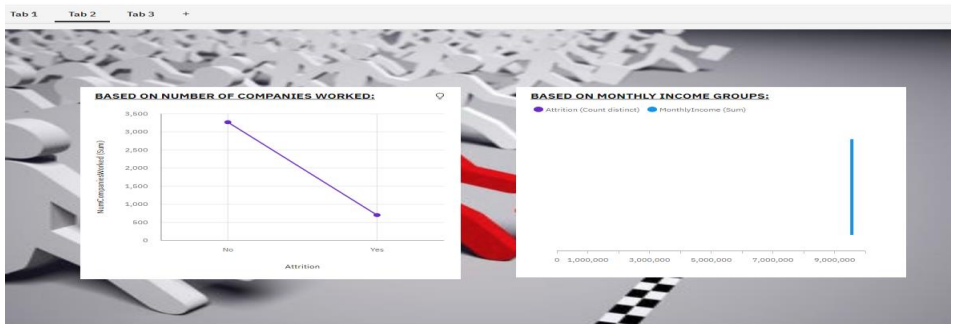 Tab 1 Tab 2 Tab 3 +
BASED ON NUMBER OF COMPANIES WORKED:
NumCompaniesWorked (Sum)
3,500
3,000
2,500
2,000
1,500
1,000
500
0
No Yes
Attrition
BASED ON MONTHLY INCOME GROUPS:
Attrition (Count distinct) MonthlyIncome (Sum)
0 1,000,000 3,000,000 5,000,000 7,000,000 9,000,000